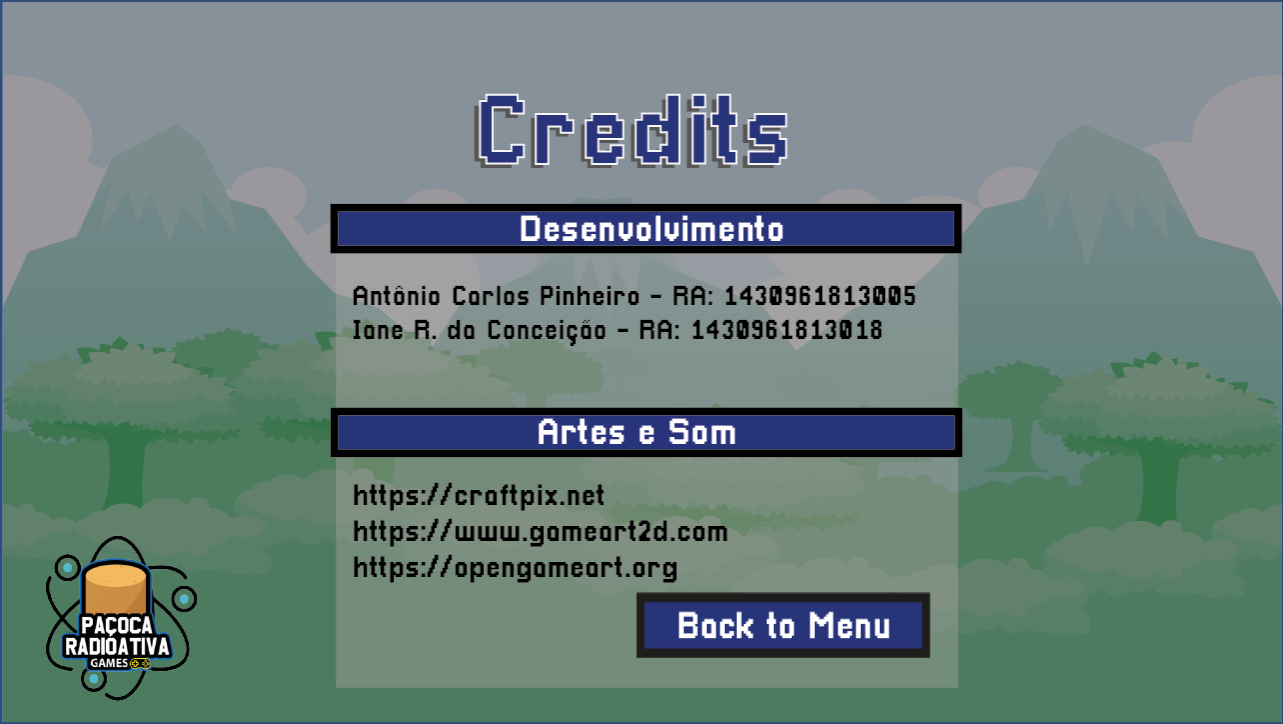 Credits
Desenvolvimento
Antônio Carlos Pinheiro - RA: 1430961813005
Iane R. da Conceição - RA: 1430961813018
Artes e Som
https://craftpix.net
https://www.gameart2d.com
https://opengameart.org
Back to Menu
PAÇOCA
RADIOATIVA
GAMES